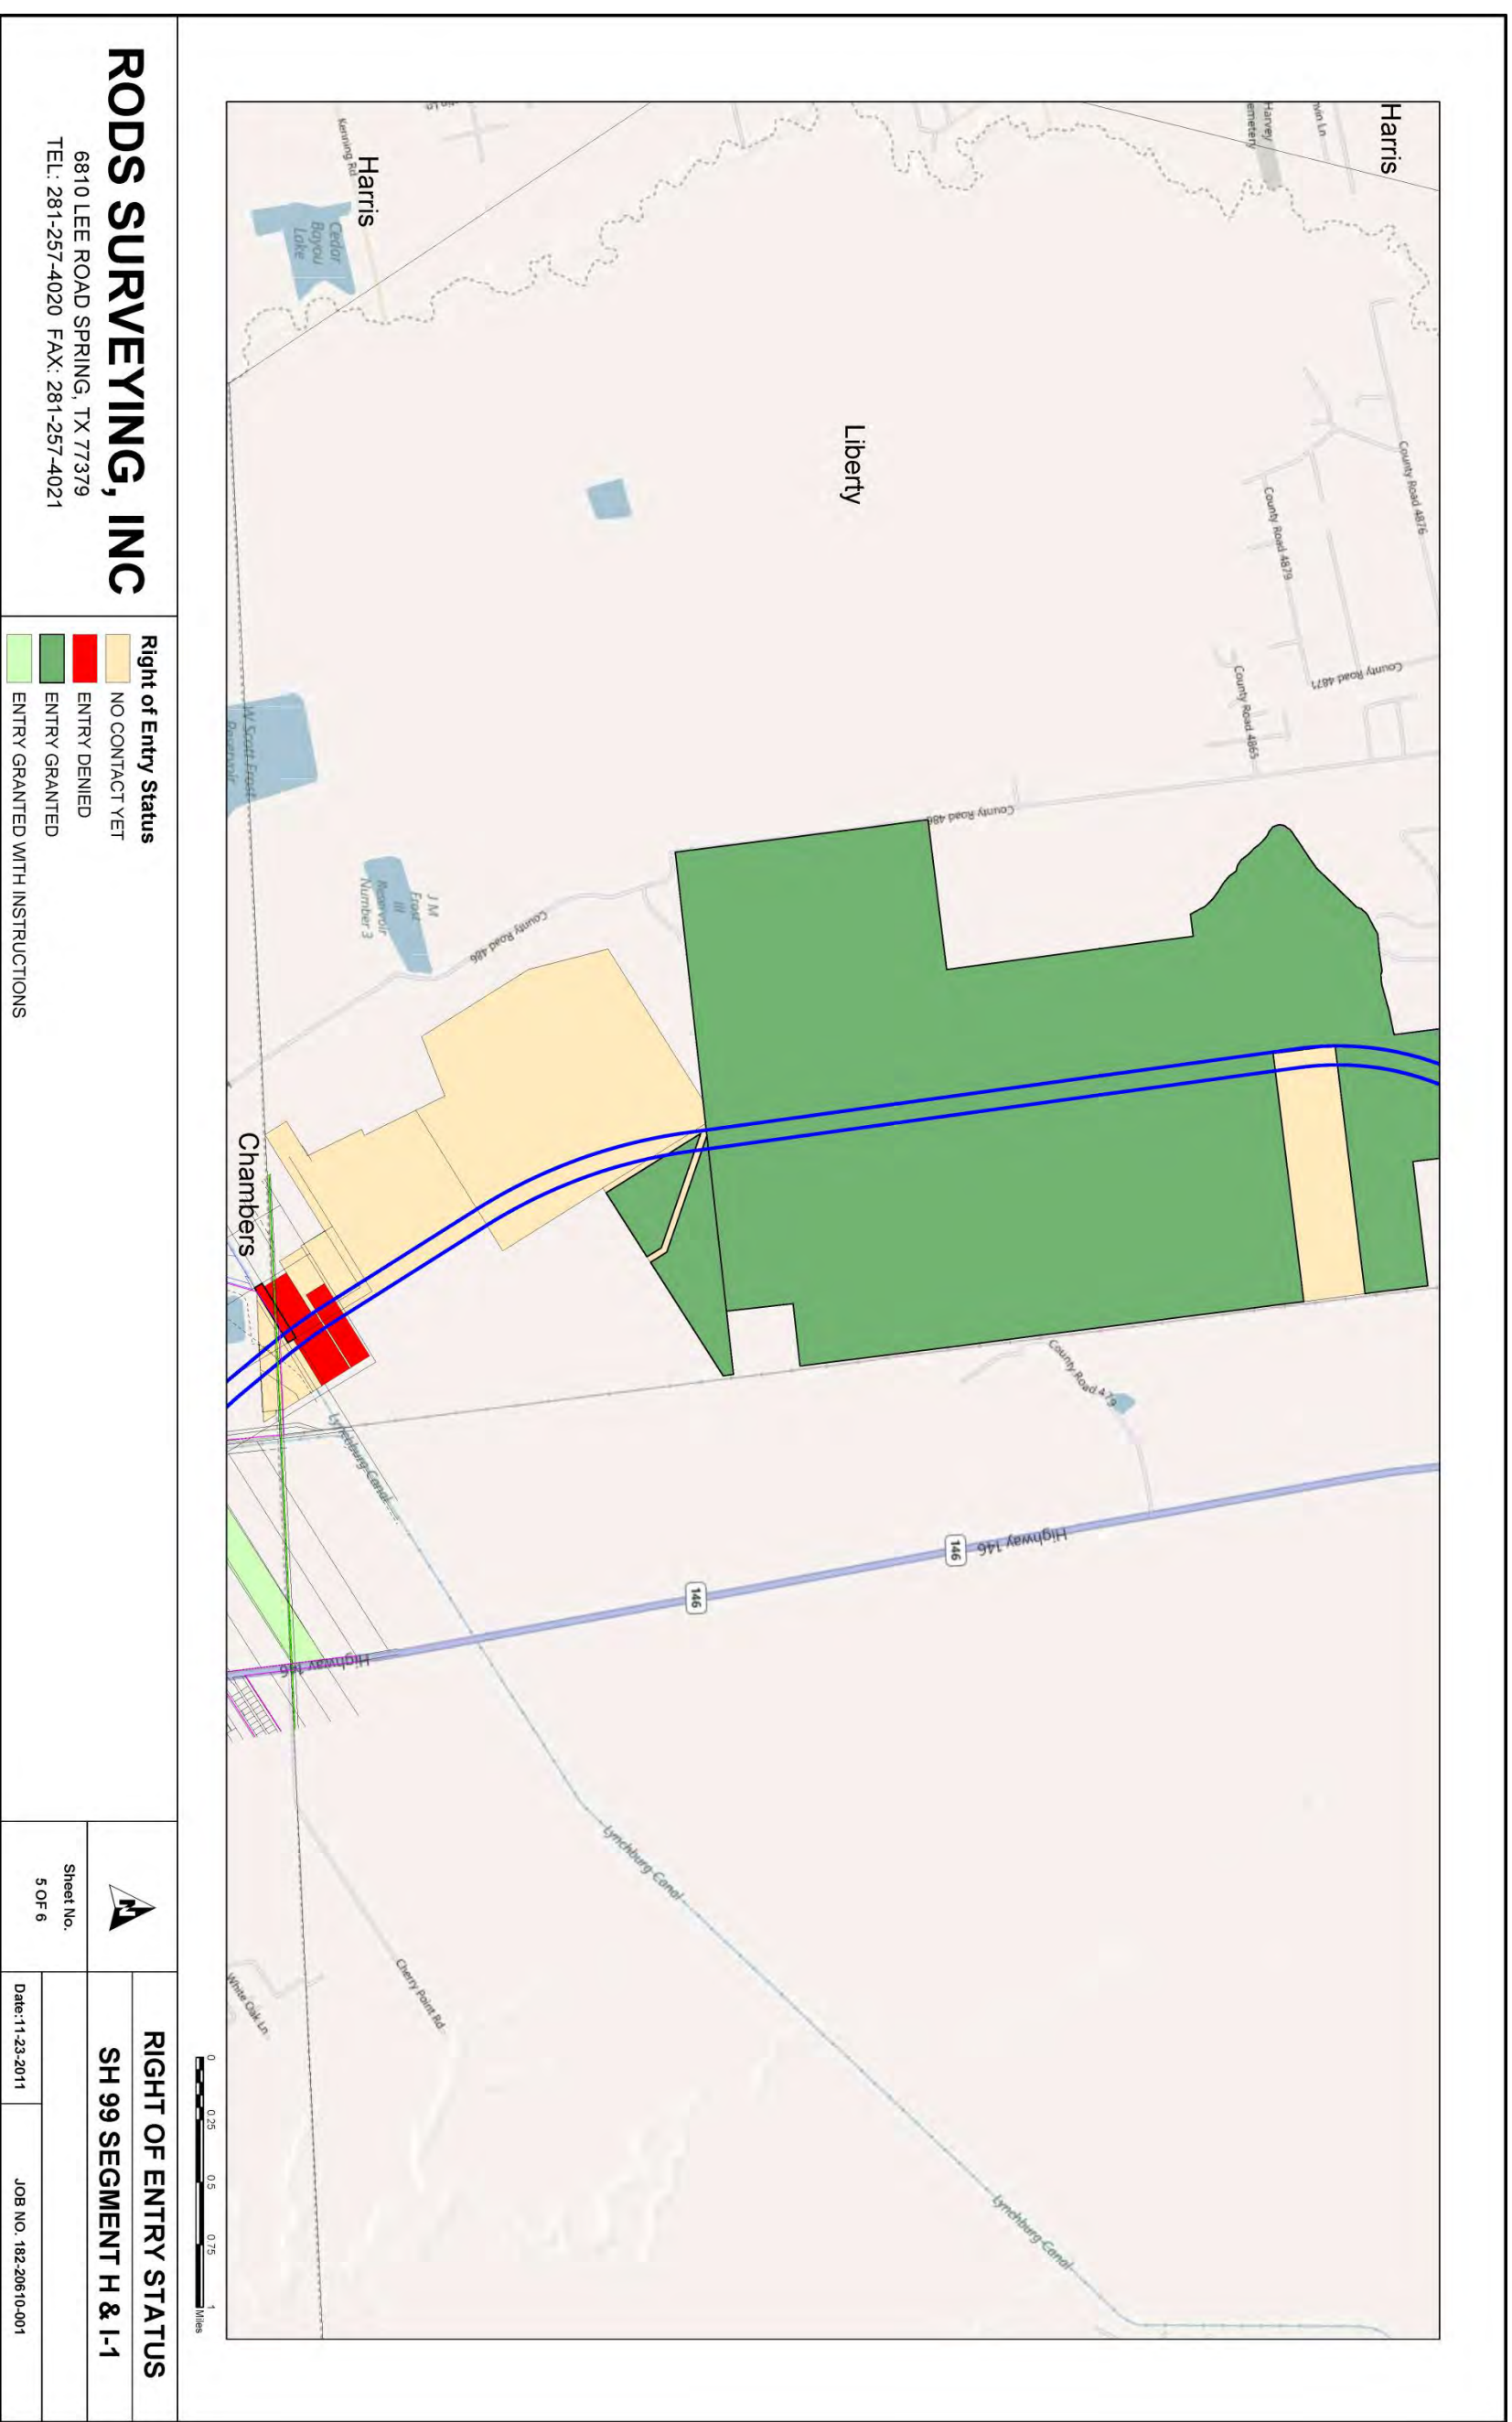 Harris
Harvey
emetery
County Road 4876
County Road 4879
County Road 4871
County Road 4865
Liberty
County Road 486
Harris
Kenning Rd
Cedar
Bayou
Lake
W Scott Frost
Reservoir
J M
Frost
III
Reservoir
Number 3
County Road 486
Chambers
County Road 479
Highway 146
146
146
Highway 146
Lynchburg Canal
Lynchburg Canal
Lynchburg Canal
Cherry Point Rd
White Oak Ln
0 0.25 0.5 0.75 1
Miles
RODS SURVEYING, INC
6810 LEE ROAD SPRING, TX 77379
TEL: 281-257-4020 FAX: 281-257-4021
Right of Entry Status
NO CONTACT YET
ENTRY DENIED
ENTRY GRANTED
ENTRY GRANTED WITH INSTRUCTIONS
N
Sheet No.
5 OF 6
RIGHT OF ENTRY STATUS
SH 99 SEGMENT H & I-1
Date:11-23-2011
JOB NO. 182-20610-001